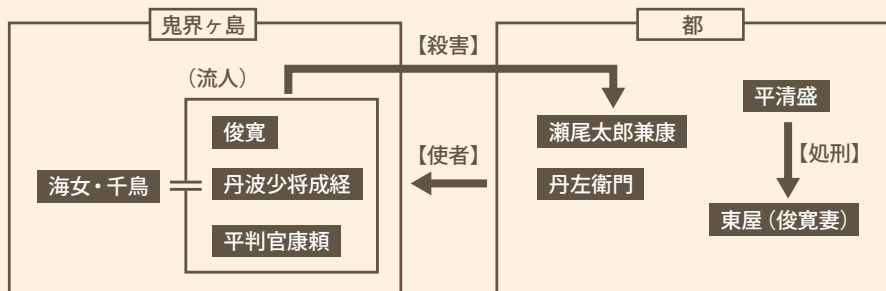 鬼界ヶ島
都
【殺害】
(流人)
平清盛
俊寛
瀬尾太郎兼康
【使者】
【処刑】
海女・千鳥
丹波少将成経
丹左衛門
東屋(俊寛妻)
平判官康頼